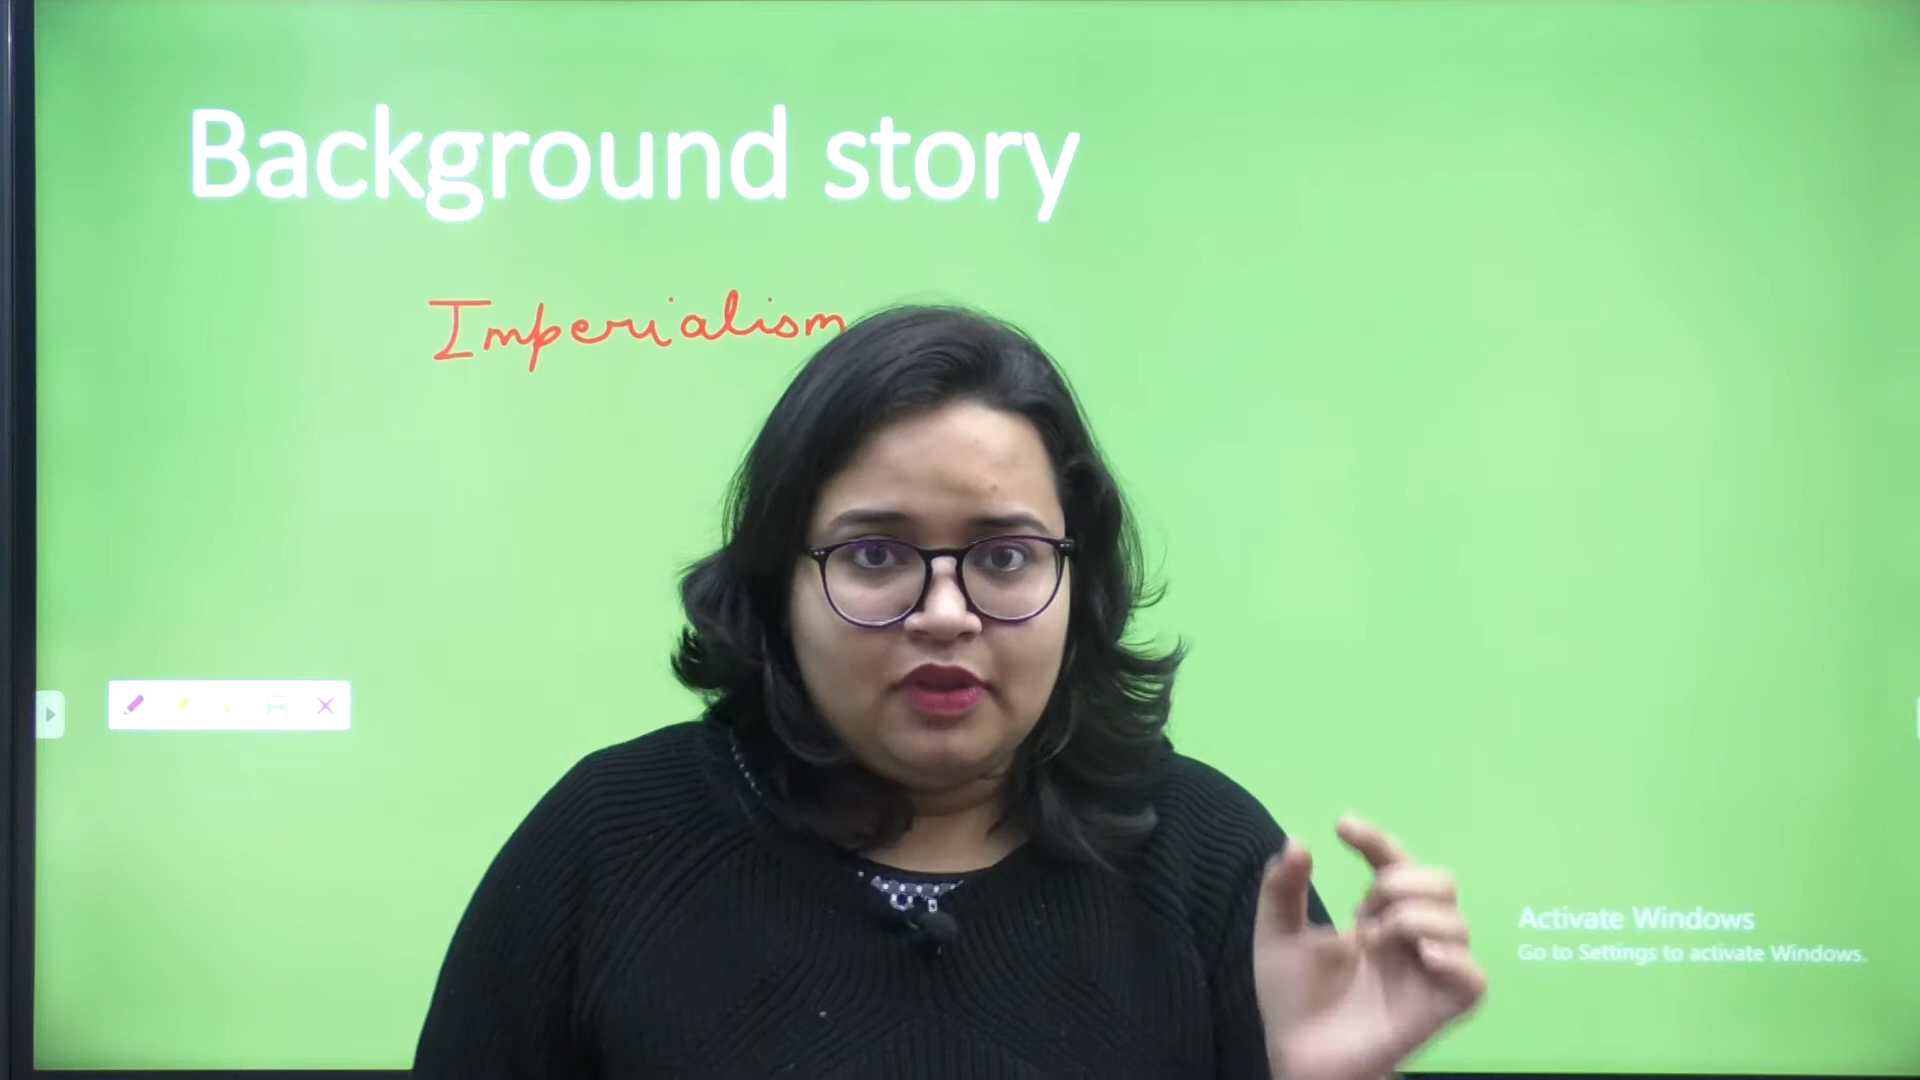 Background story
Imperialism
Activate Windows
Go to Settings to activate Windows.